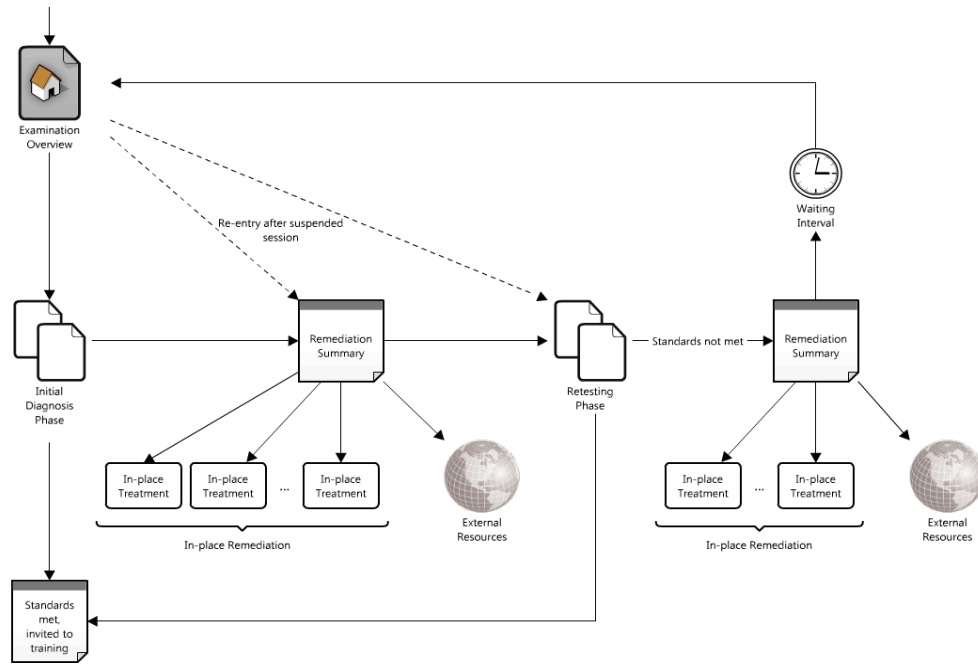 Examination
Overview
Waiting
Interval
Re-entry after suspended
session
Initial
Diagnosis
Phase
Remediation
Summary
Retesting
Phase
Standards not met
Remediation
Summary
In-place
Treatment
In-place
Treatment
...
In-place
Treatment
External
Resources
In-place Remediation
In-place
Treatment
...
In-place
Treatment
External
Resources
In-place Remediation
Standards
met,
invited to
training